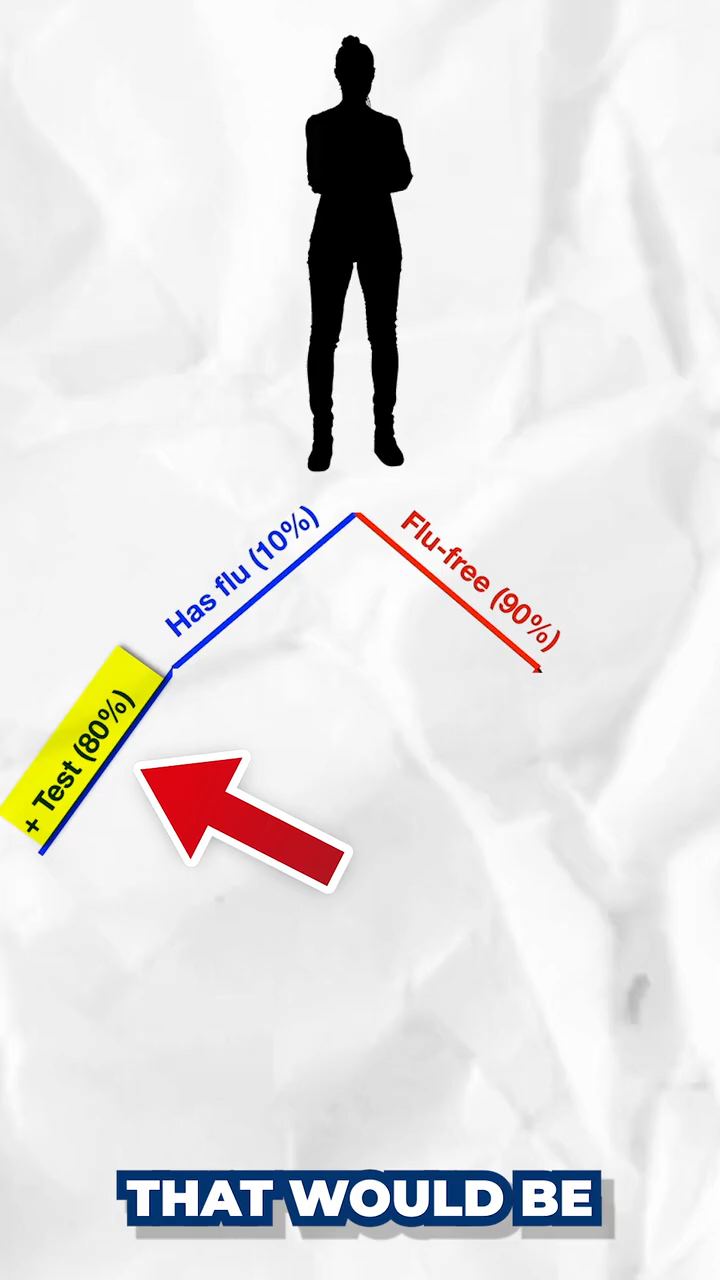 Has flu (10%)
Flu-free (90%)
+ Test (80%)
THAT WOULD BE